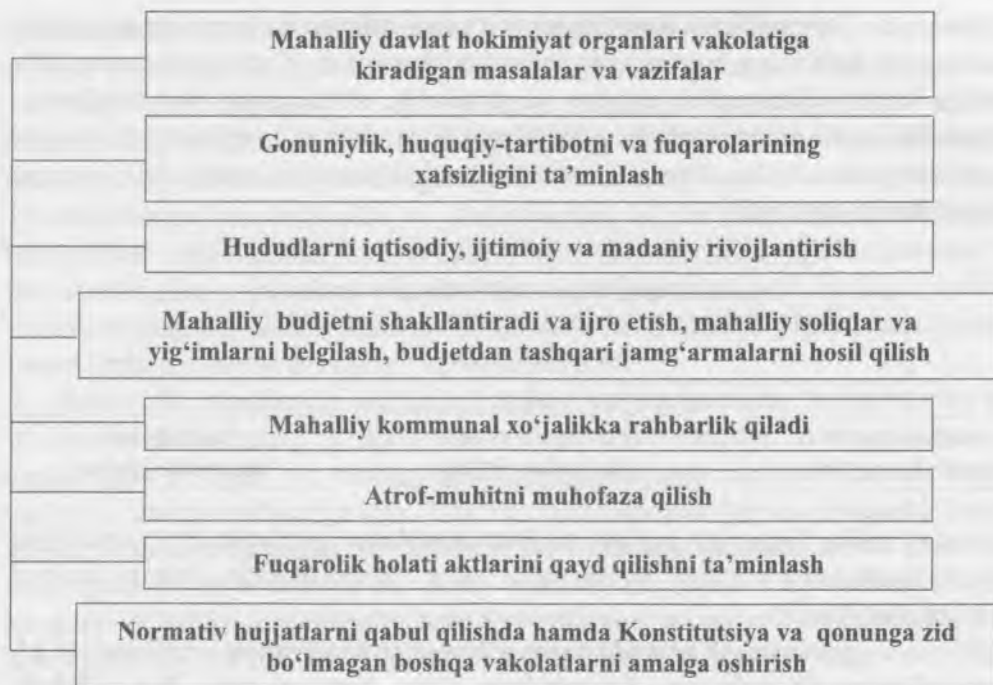 Mahalliy davlat hokimiyat organlari vakolatiga
kiradigan masalalar va vazifalar
Gonuniylik, huquqiy-tartibotni va fuqarolarining
xafsizligini ta’minlash
Hududlarni iqtisodiy, ijtimoiy va madaniy rivojlantirish
Mahalliy budjetni shakllantiradi va ijro etish, mahalliy soliqlar va
yig‘imlarni belgilash, budjetdan tashqari jamg‘armalarni hosil qilish
Mahalliy kommunal xo‘jalikka rahbarlik qiladi
Atrof-muhitni muhofaza qilish
Fuqarolik holati aktlarini qayd qilishni ta’minlash
Normativ hujjatlarni qabul qilishda hamda Konstitutsiya va qonunga zid
bo‘lmagan boshqa vakolatlarni amalga oshirish